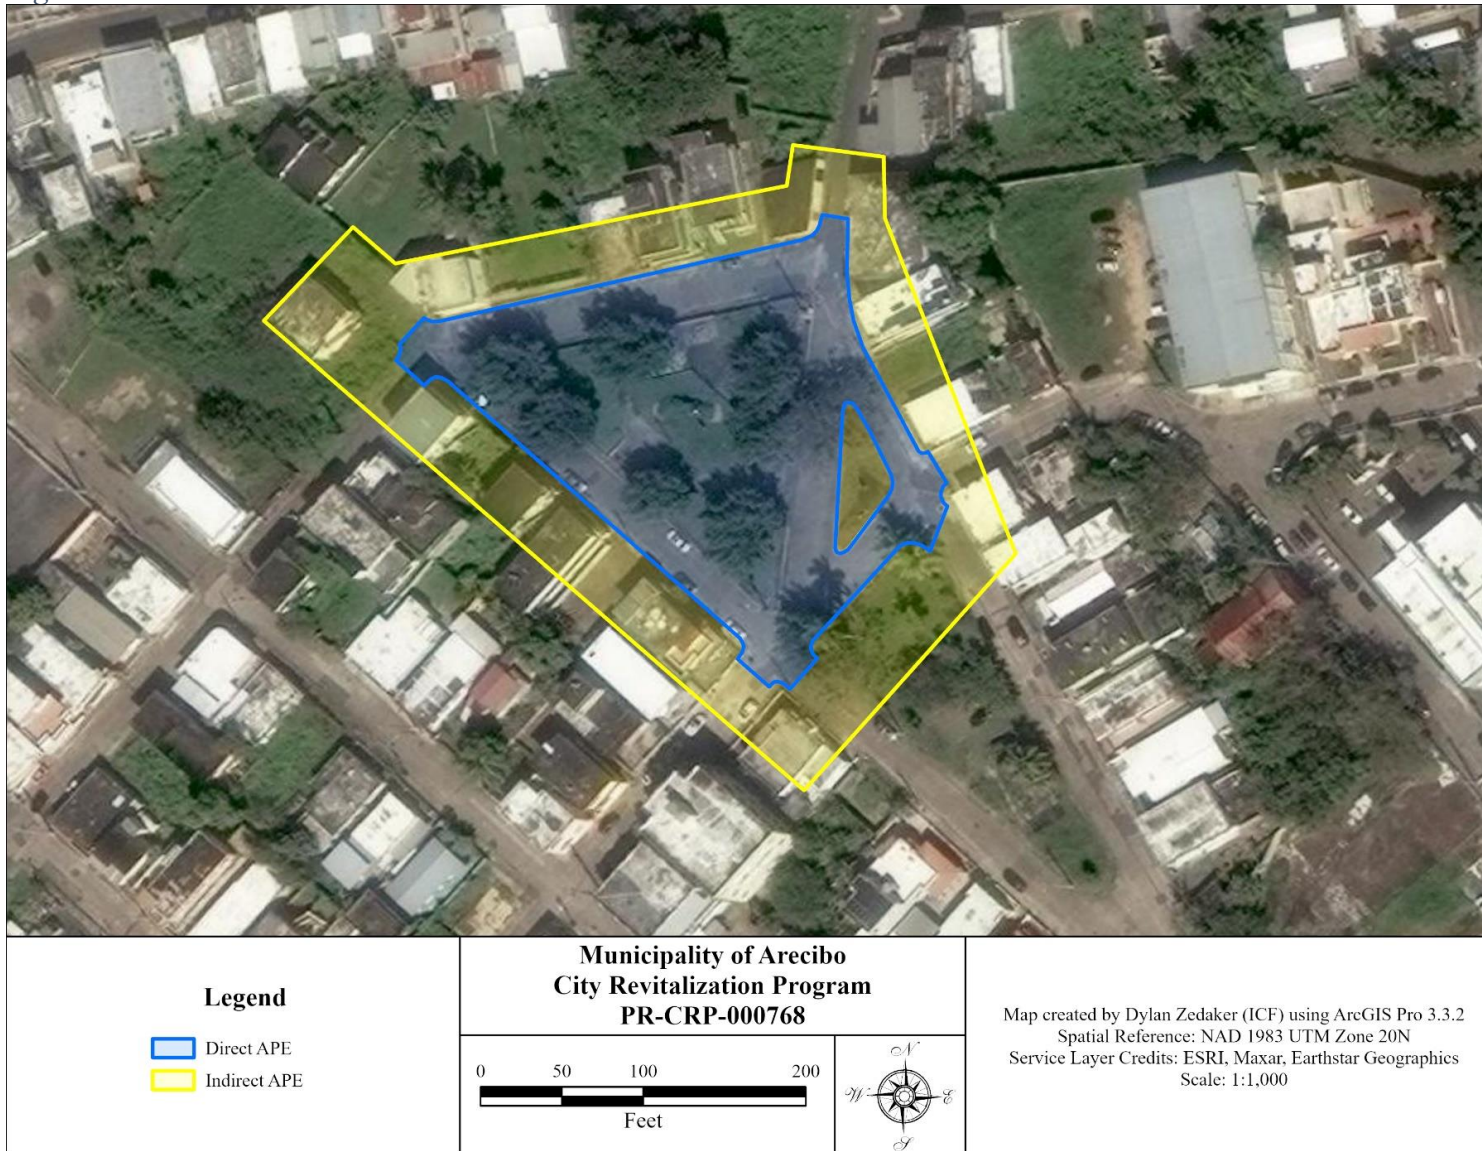 Legend
Direct APE
Indirect APE
Municipality of Arecibo
City Revitalization Program
PR-CRP-000768
0 50 100 200
Feet
N
W E
S
Map created by Dylan Zedaker (ICF) using ArcGIS Pro 3.3.2
Spatial Reference: NAD 1983 UTM Zone 20N
Service Layer Credits: ESRI, Maxar, Earthstar Geographics
Scale: 1:1,000